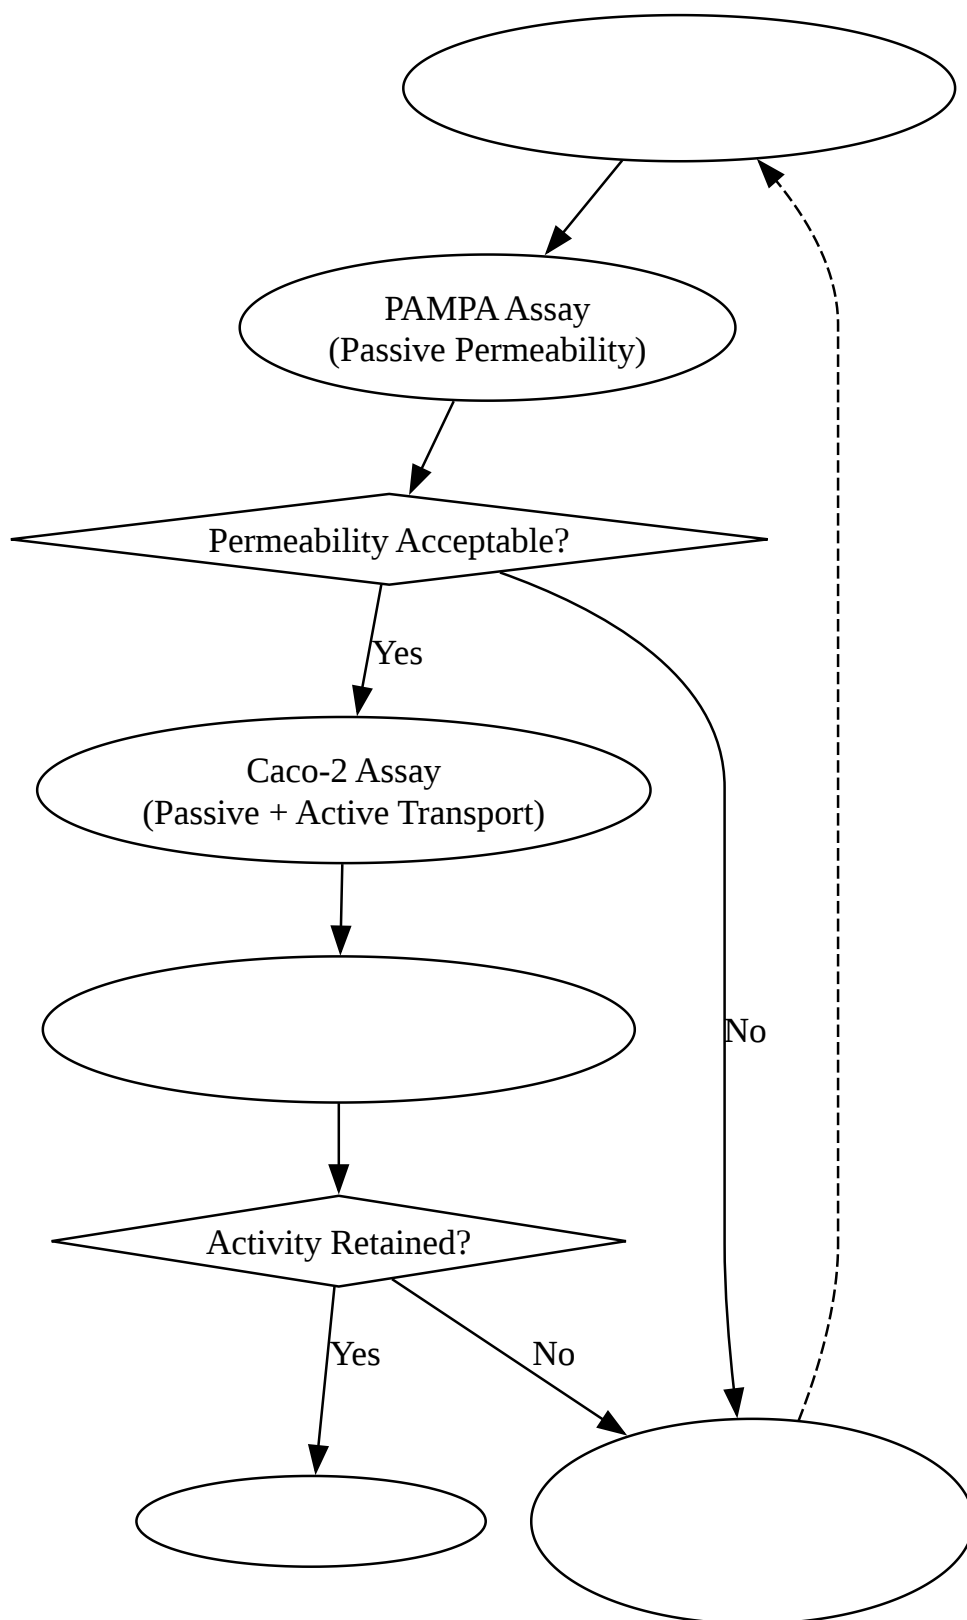 PAMPA Assay
(Passive Permeability)
Permeability Acceptable?
Yes
Caco-2 Assay
(Passive + Active Transport)
No
Activity Retained?
Yes
No